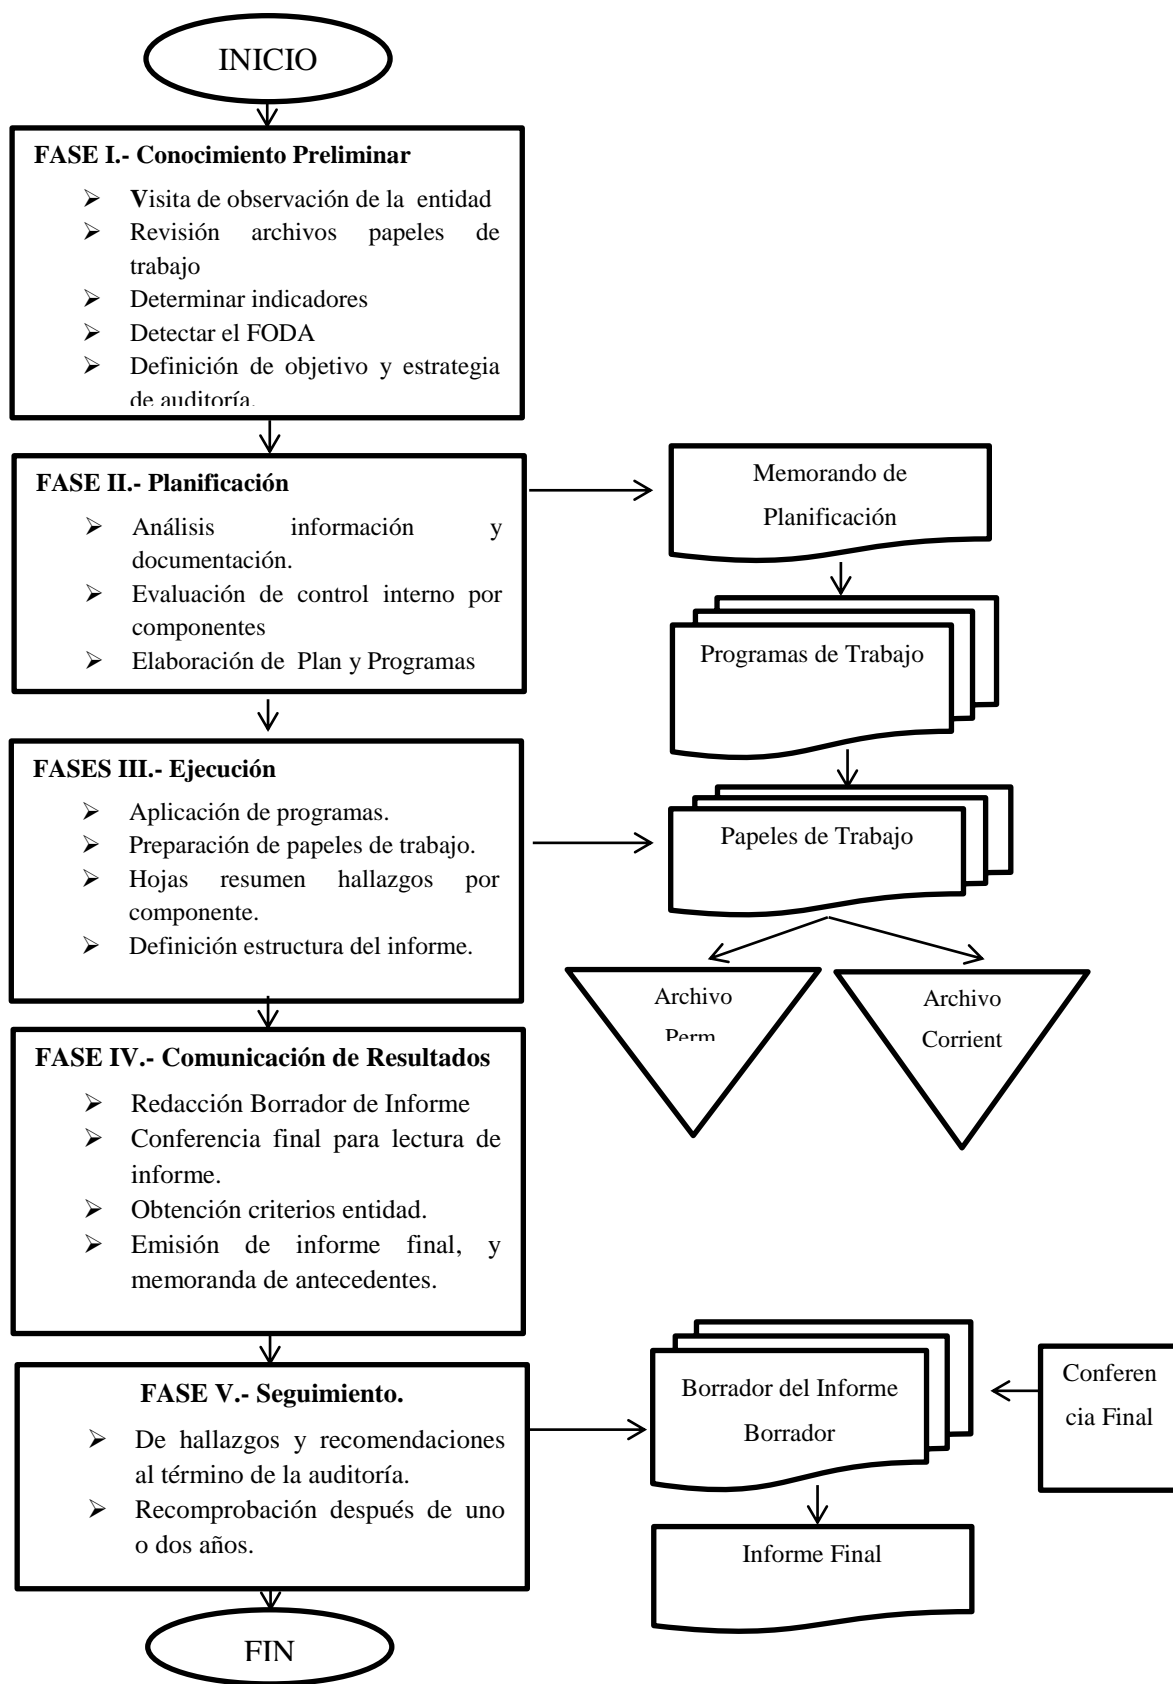 INICIO
FASE I.- Conocimiento Preliminar
➢ Visita de observación de la entidad
➢ Revisión archivos papeles de
trabajo
➢ Determinar indicadores
➢ Detectar el FODA
➢ Definición de objetivo y estrategia
de auditoría.
FASE II.- Planificación
➢ Análisis información y
documentación.
➢ Evaluación de control interno por
componentes
➢ Elaboración de Plan y Programas
Memorando de
Planificación
Programas de Trabajo
FASES III.- Ejecución
➢ Aplicación de programas.
➢ Preparación de papeles de trabajo.
➢ Hojas resumen hallazgos por
componente.
➢ Definición estructura del informe.
Papeles de Trabajo
Archivo
Perm
Archivo
Corrient
FASE IV.- Comunicación de Resultados
➢ Redacción Borrador de Informe
➢ Conferencia final para lectura de
informe.
➢ Obtención criterios entidad.
➢ Emisión de informe final, y
memoranda de antecedentes.
FASE V.- Seguimiento.
➢ De hallazgos y recomendaciones
al término de la auditoría.
➢ Recomprobación después de uno
o dos años.
Borrador del Informe
Borrador
Conferen
cia Final
Informe Final
FIN